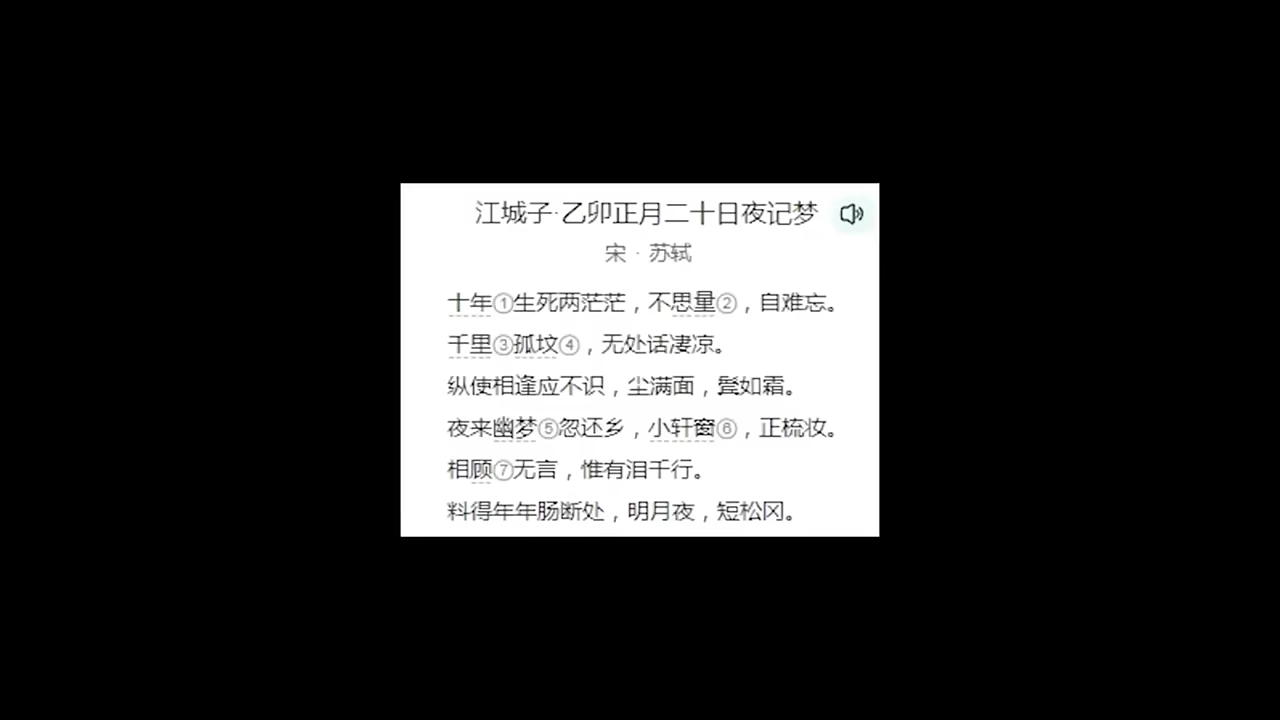 江城子·乙卯正月二十日夜记梦
宋·苏轼
十年①生死两茫茫，不思量②，自难忘。
千里③孤坟④，无处话凄凉。
纵使相逢应不识，尘满面，鬓如霜。
夜来幽梦⑤忽还乡，小轩窗⑥，正梳妆。
相顾⑦无言，惟有泪千行。
料得年年肠断处，明月夜，短松冈。